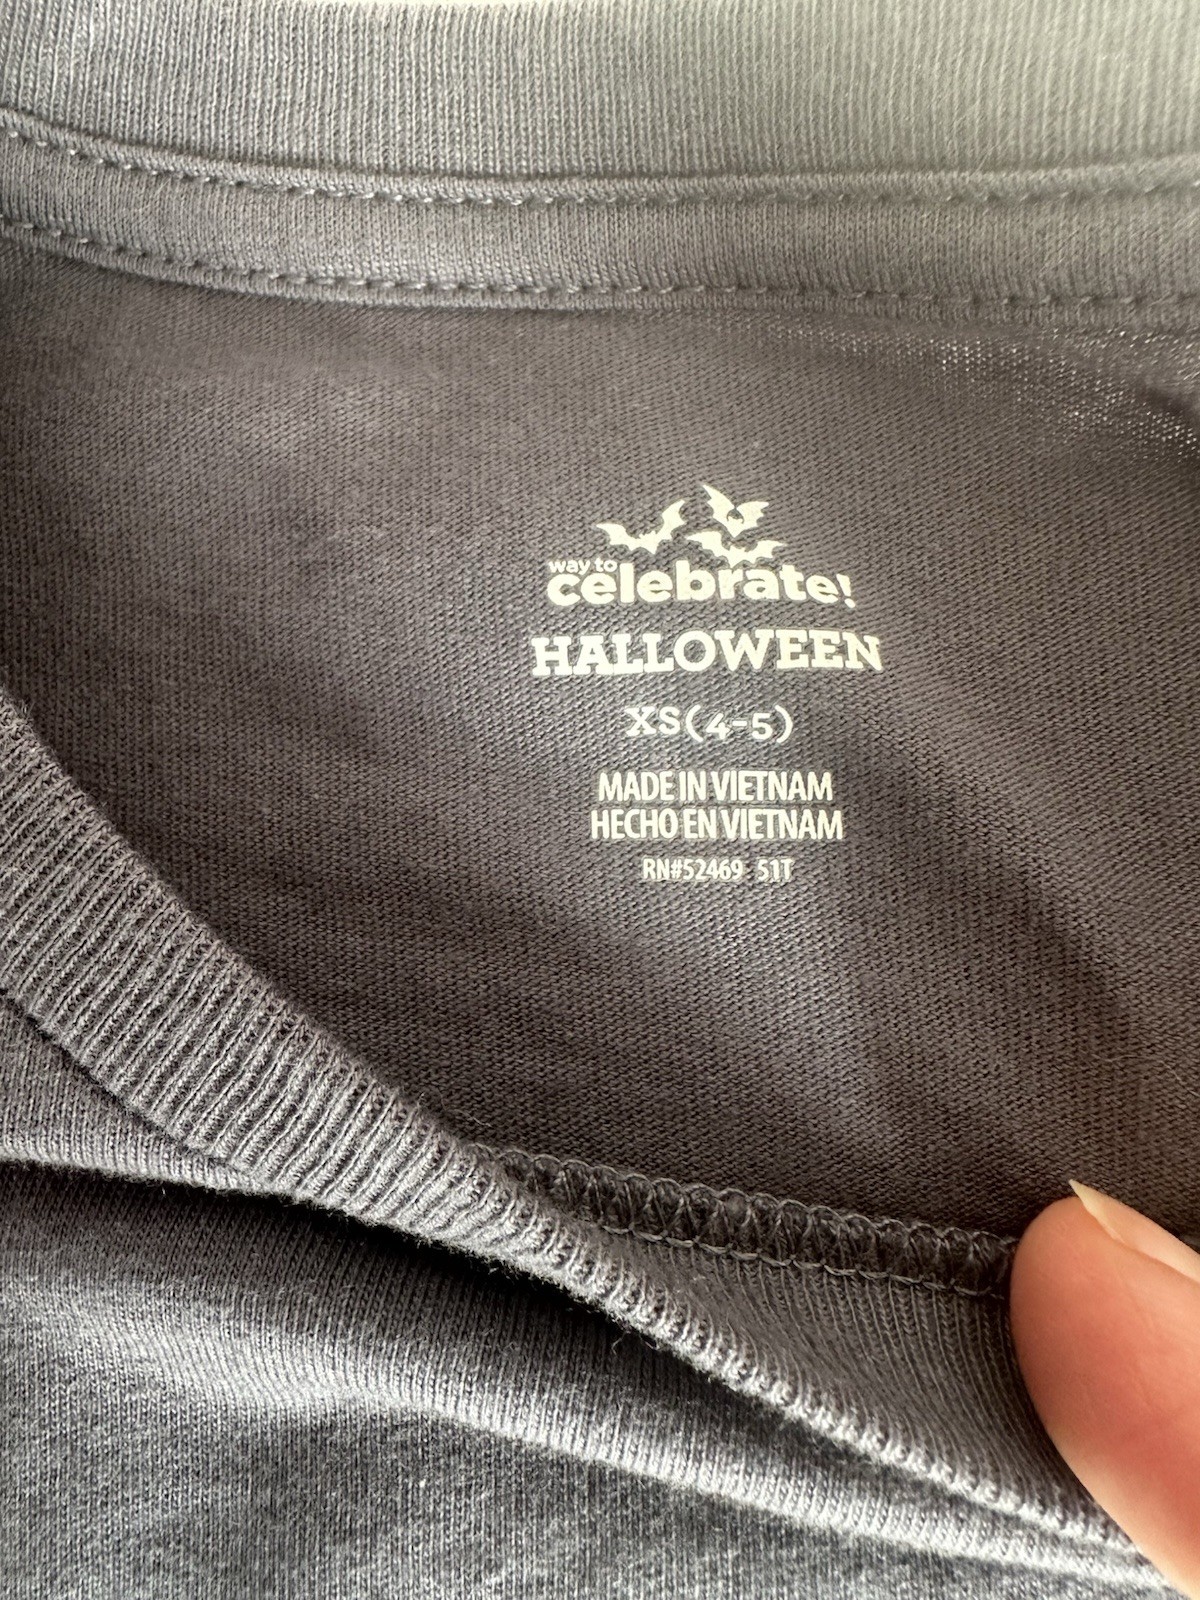 way to
celebrate!
HALLOWEEN
XS(4-5)
MADE IN VIETNAM
HECHO EN VIETNAM
RN#52469 51T